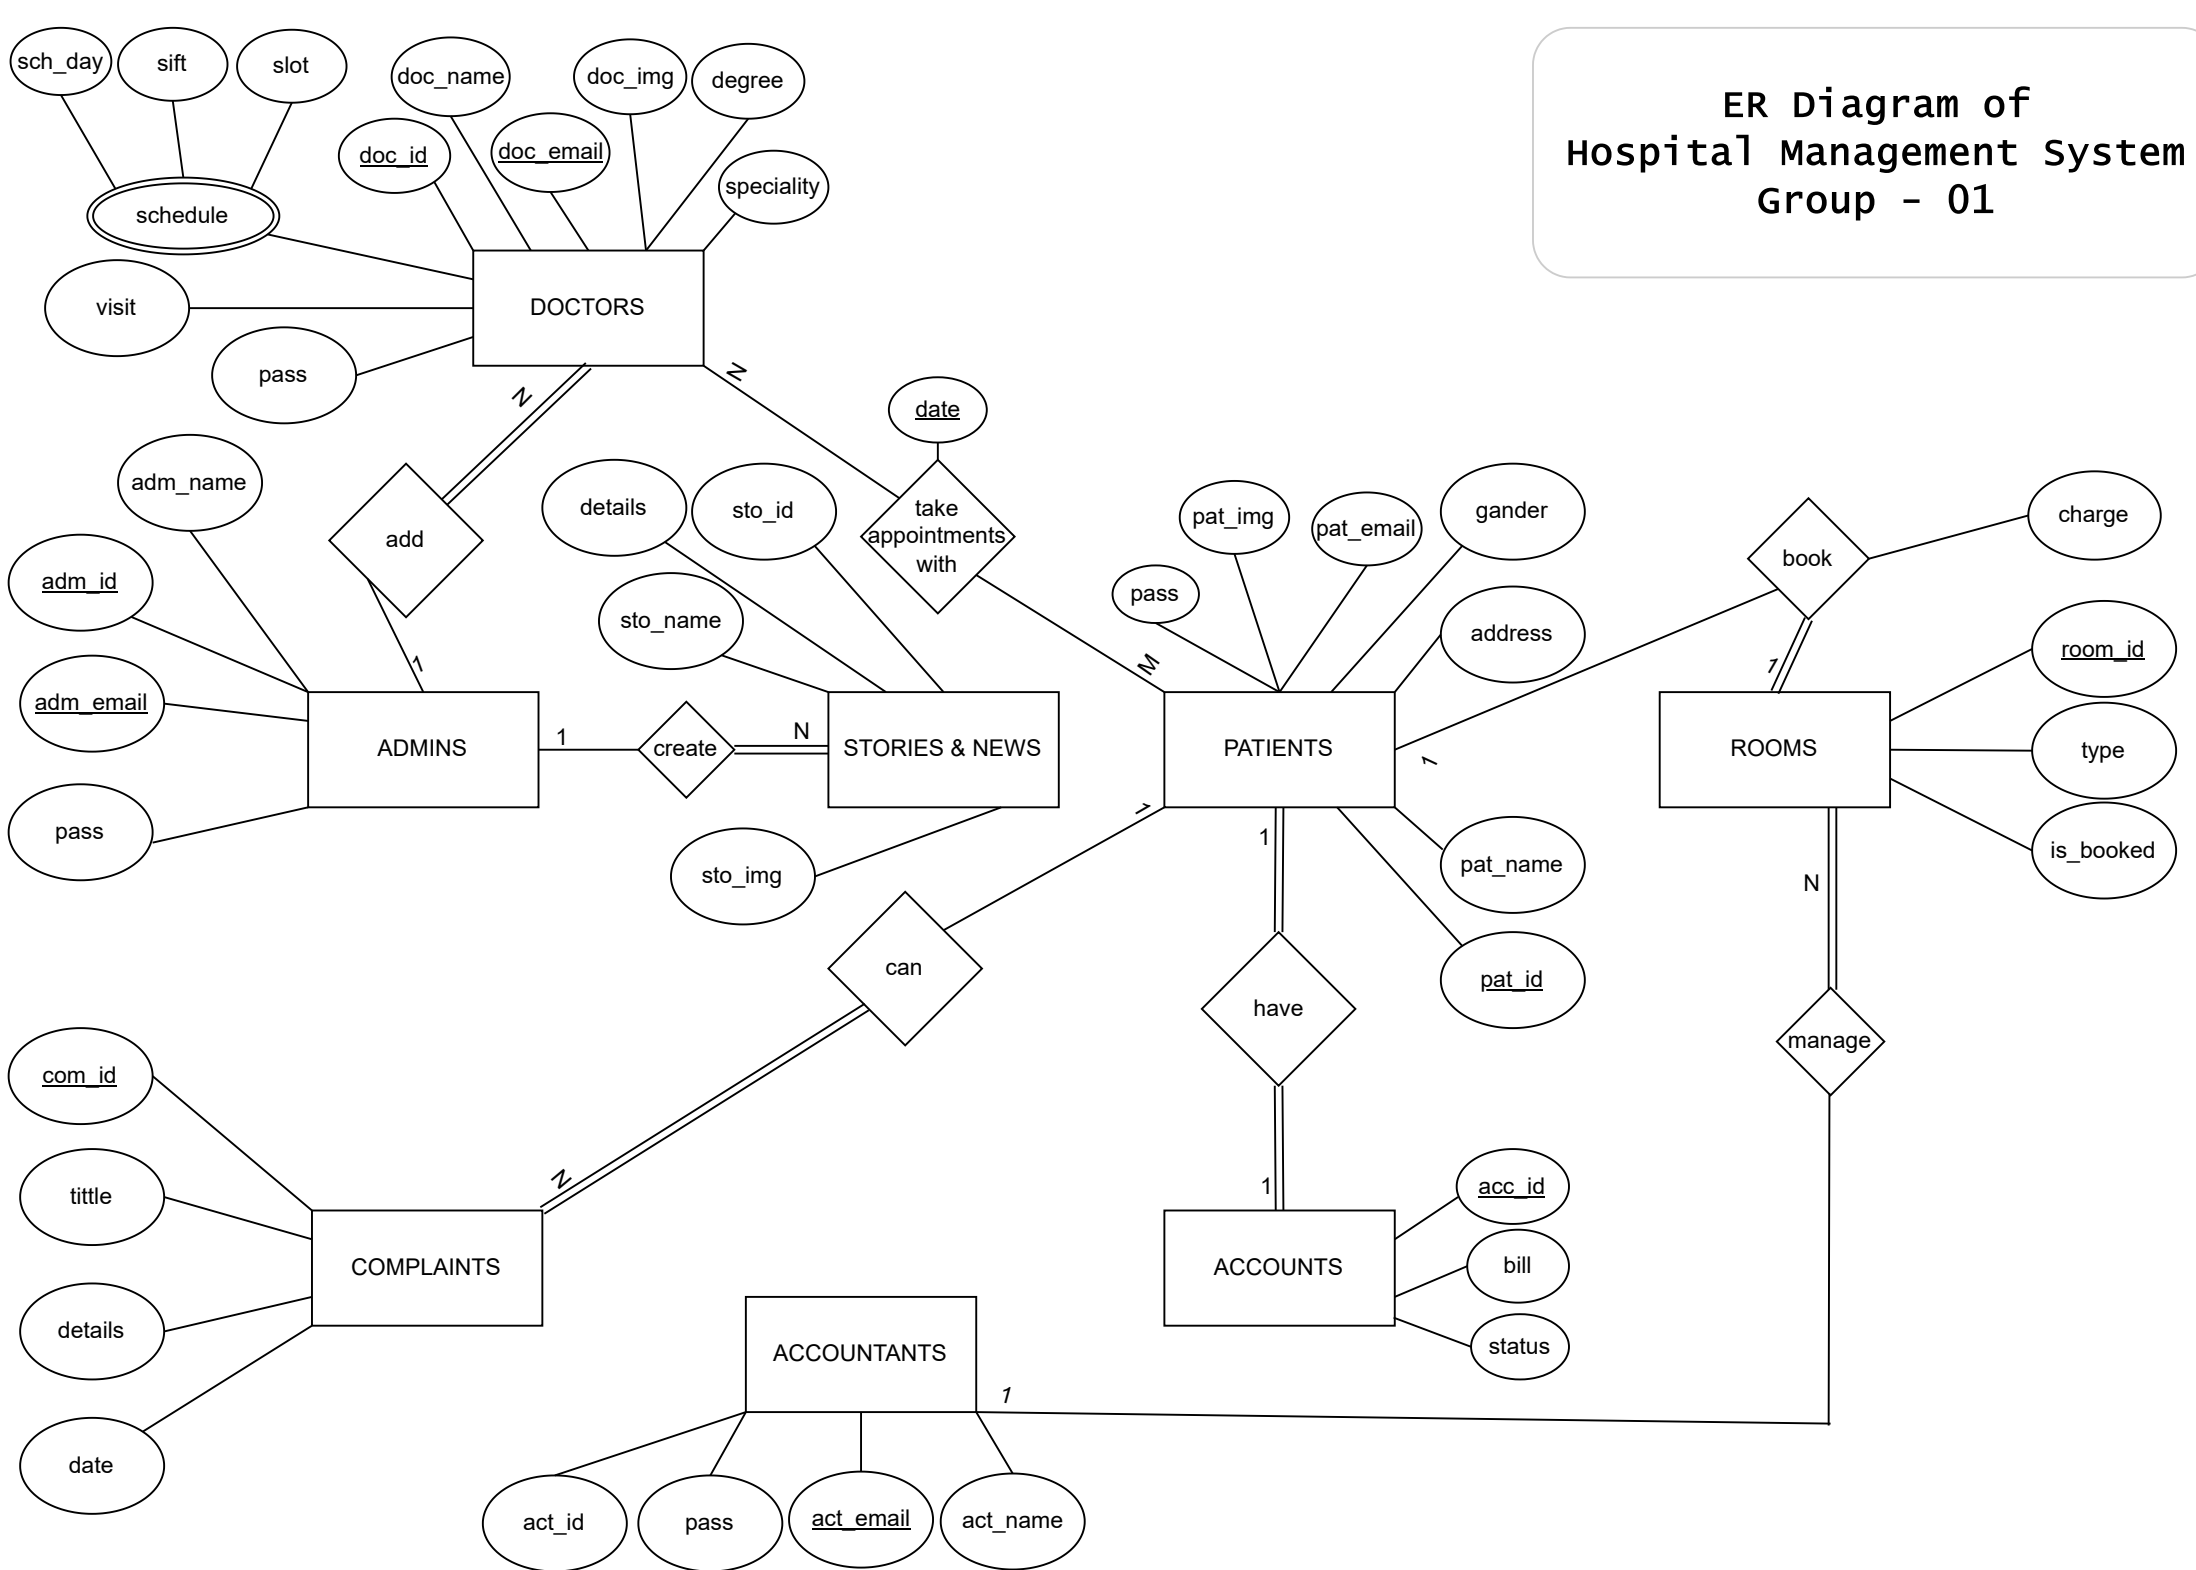 ER Diagram of
Hospital Management System
Group - 01
sch_day
sift
slot
doc_name
doc_img
degree
doc_id
doc_email
speciality
schedule
visit
DOCTORS
pass
N
N
date
adm_name
add
details
sto_id
take
appointments
with
pat_img
pat_email
gander
book
charge
adm_id
sto_name
pass
address
1
M
1
room_id
adm_email
ADMINS
1
create
N
STORIES & NEWS
PATIENTS
1
ROOMS
type
pass
sto_img
1
1
pat_name
N
is_booked
can
have
pat_id
manage
com_id
tittle
N
1
acc_id
COMPLAINTS
ACCOUNTS
bill
details
ACCOUNTANTS
status
1
date
act_id
pass
act_email
act_name